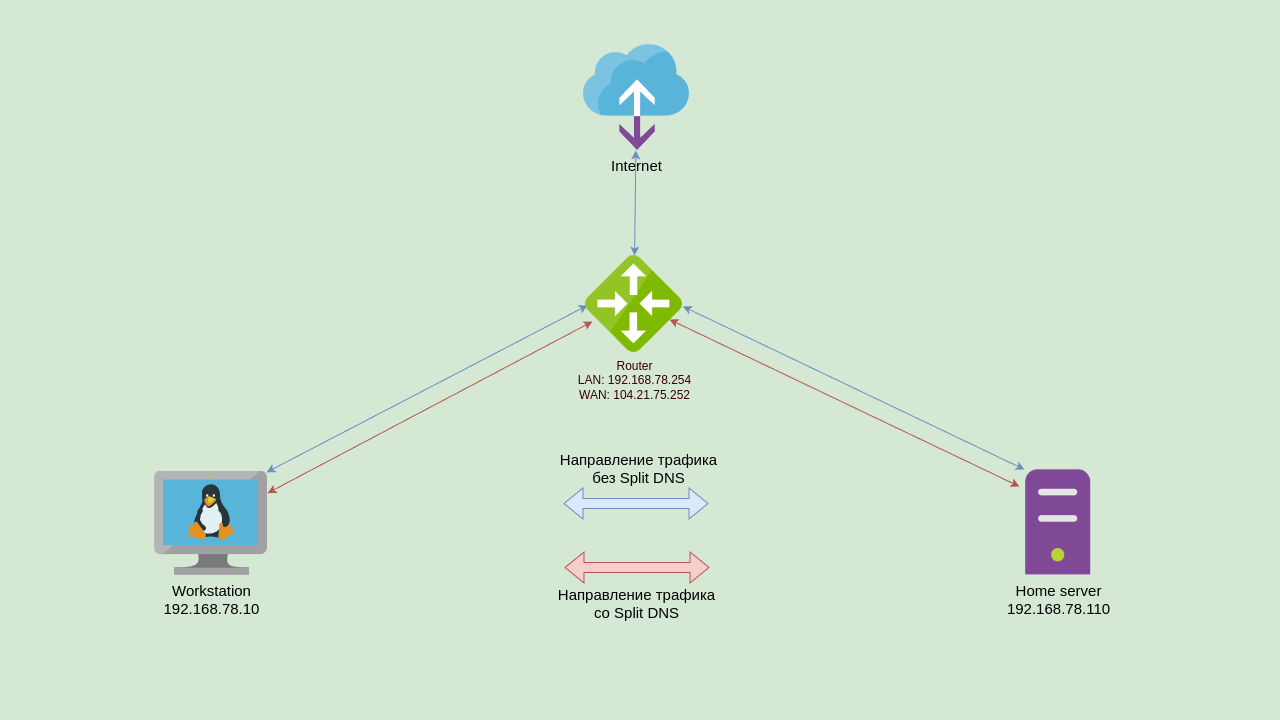 Internet
Router
LAN: 192.168.78.254
WAN: 104.21.75.252
Направление трафика
без Split DNS
Направление трафика
со Split DNS
Workstation
192.168.78.10
Home server
192.168.78.110